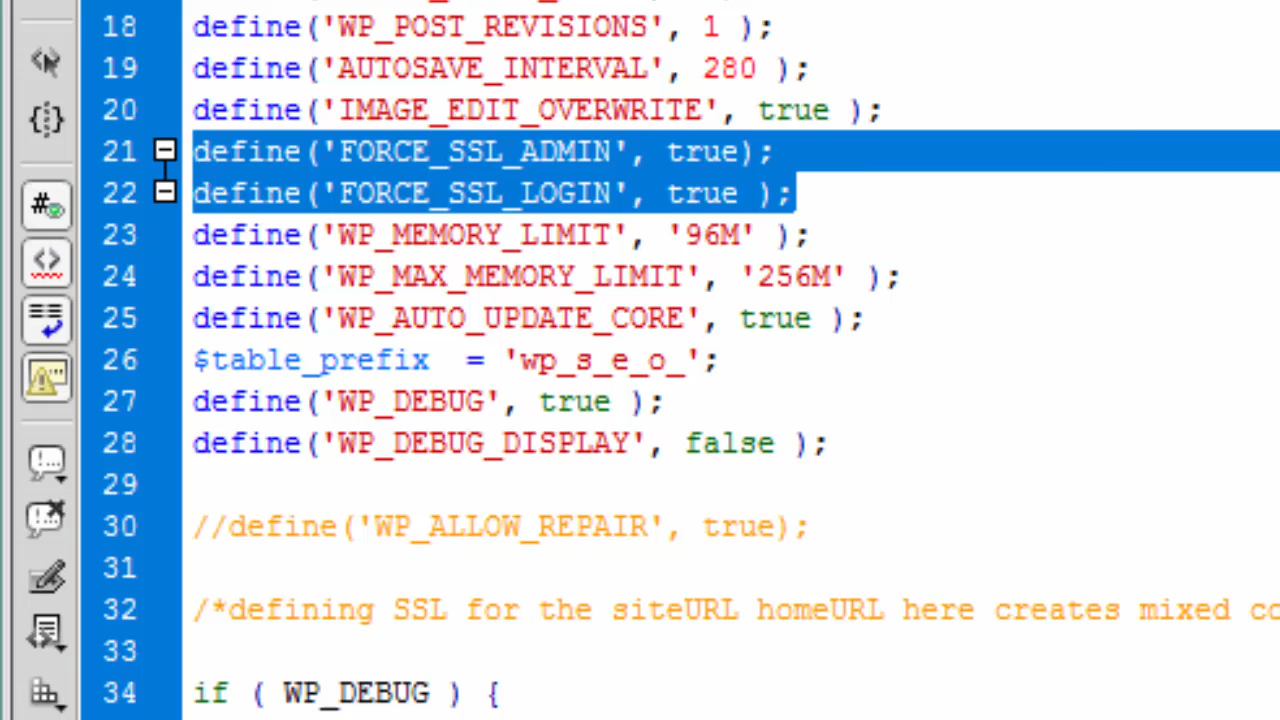 18 define('WP_POST_REVISIONS', 1 );
19 define('AUTOSAVE_INTERVAL', 280 );
20 define('IMAGE_EDIT_OVERWRITE', true );
21 define('FORCE_SSL_ADMIN', true);
22 define('FORCE_SSL_LOGIN', true );
23 define('WP_MEMORY_LIMIT', '96M' );
24 define('WP_MAX_MEMORY_LIMIT', '256M' );
25 define('WP_AUTO_UPDATE_CORE', true );
26 $table_prefix  = 'wp_s_e_o_';
27 define('WP_DEBUG', true );
28 define('WP_DEBUG_DISPLAY', false );
29
30 //define('WP_ALLOW_REPAIR', true);
31
32 /*defining SSL for the siteURL homeURL here creates mixed
33
34 if ( WP_DEBUG ) {